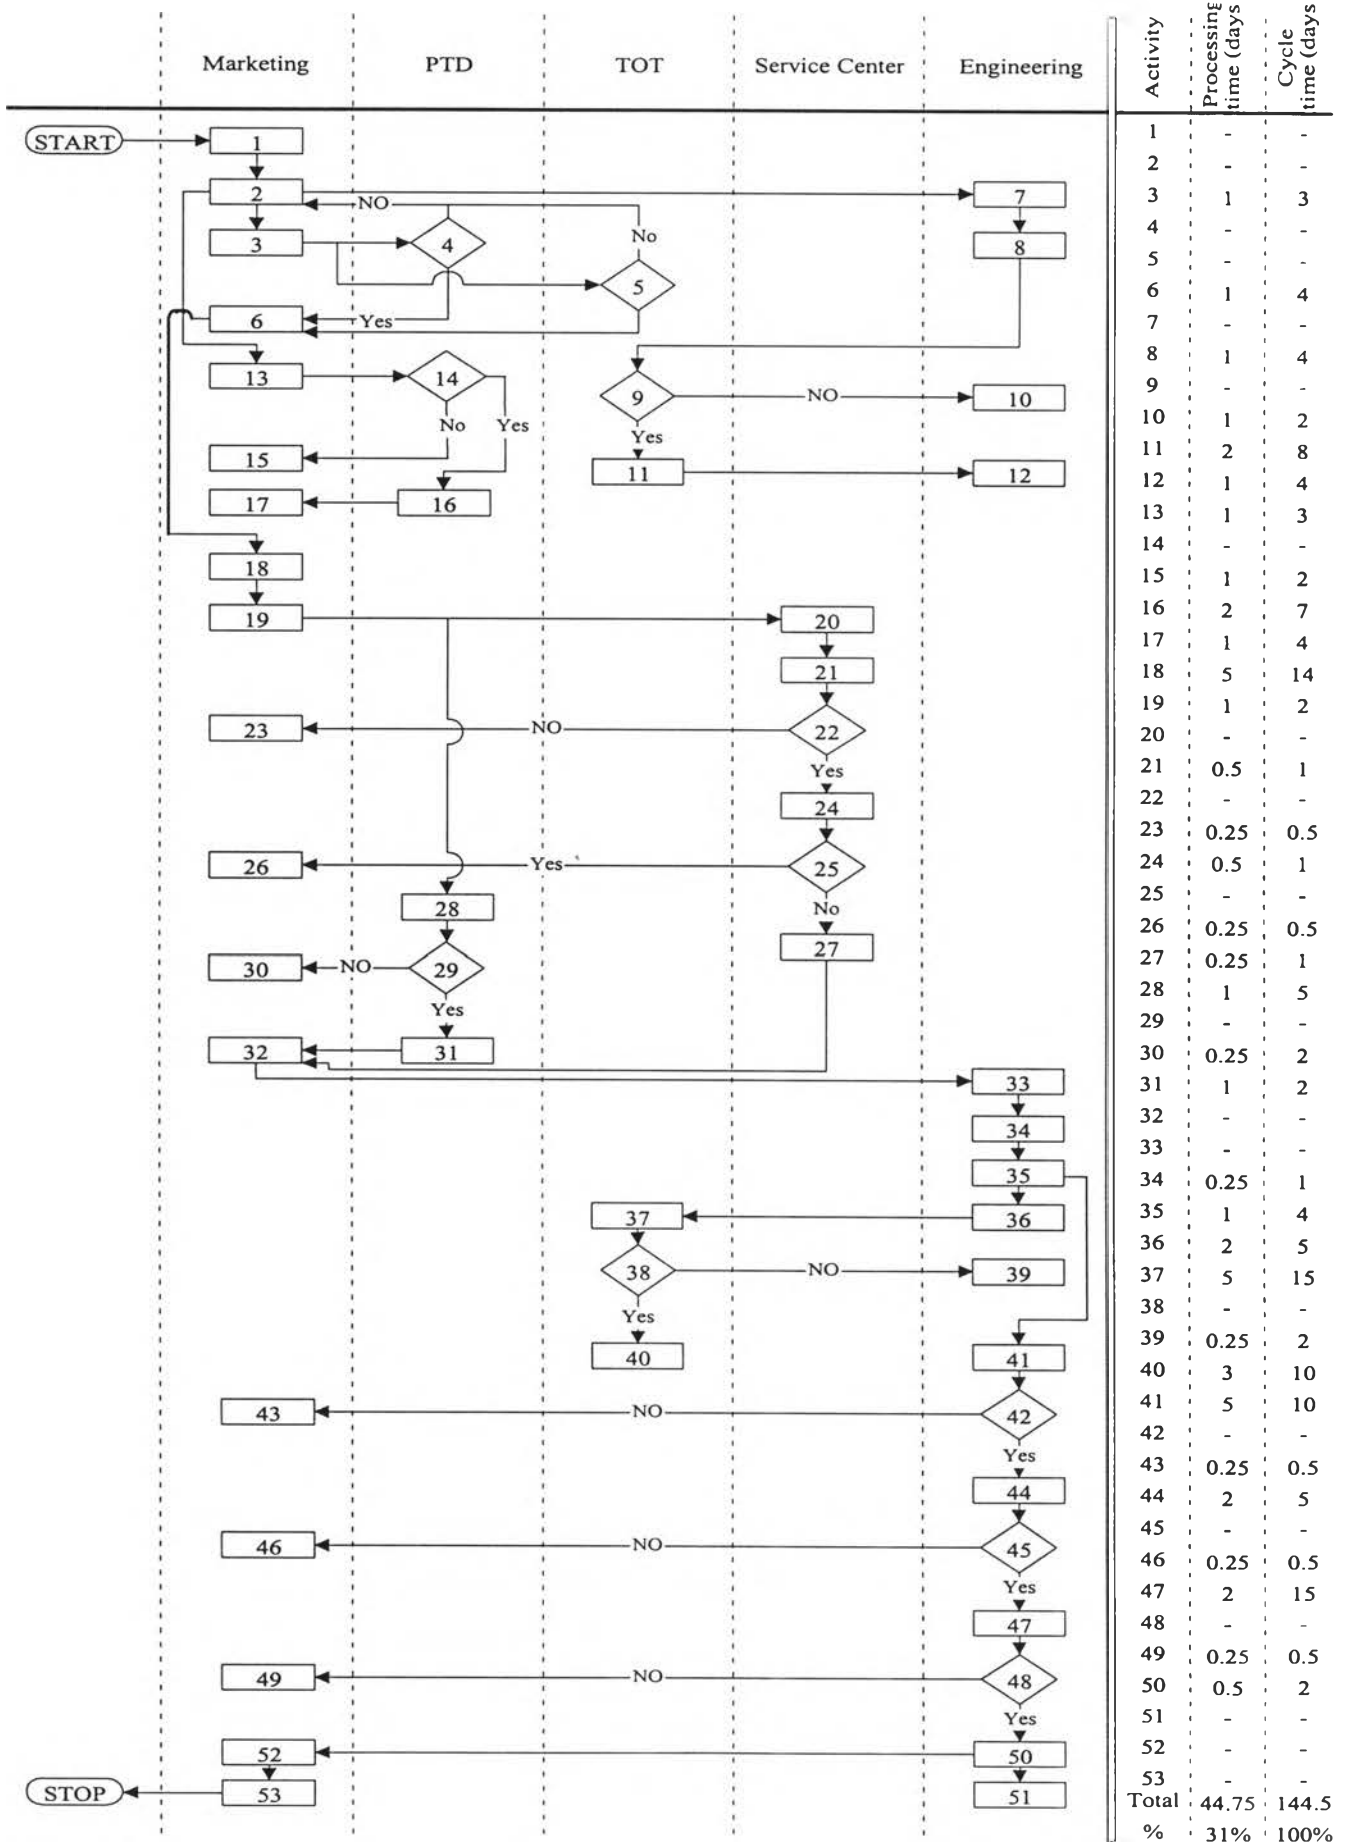 Marketing PTD TOT Service Center Engineering
START
1
2 NO 7
3 4 No 8
5
6 Yes
13 14
9 NO 10
No Yes Yes
15 11 12
17 16
18
19 20
21
23 NO 22
Yes
24
26 Yes 25
No
28 27
30 NO 29
Yes
32 31
33
34
35
37 36
38 NO 39
Yes
40 41
43 NO 42
Yes
44
46 NO 45
Yes
47
49 NO 48
Yes
52 50
STOP 53 51
Activity Processing time (days Cycle time (days
1 - -
2 - -
3 1 3
4 - -
5 - -
6 1 4
7 - -
8 1 4
9 - -
10 1 2
11 2 8
12 1 4
13 1 3
14 - -
15 1 2
16 2 7
17 1 4
18 5 14
19 1 2
20 - -
21 0.5 1
22 - -
23 0.25 0.5
24 0.5 1
25 - -
26 0.25 0.5
27 0.25 1
28 1 5
29 - -
30 0.25 2
31 1 2
32 - -
33 - -
34 0.25 1
35 1 4
36 2 5
37 5 15
38 - -
39 0.25 2
40 3 10
41 5 10
42 - -
43 0.25 0.5
44 2 5
45 - -
46 0.25 0.5
47 2 15
48 - -
49 0.25 0.5
50 0.5 2
51 - -
52 - -
53 - -
Total 44.75 144.5
% 31% 100%